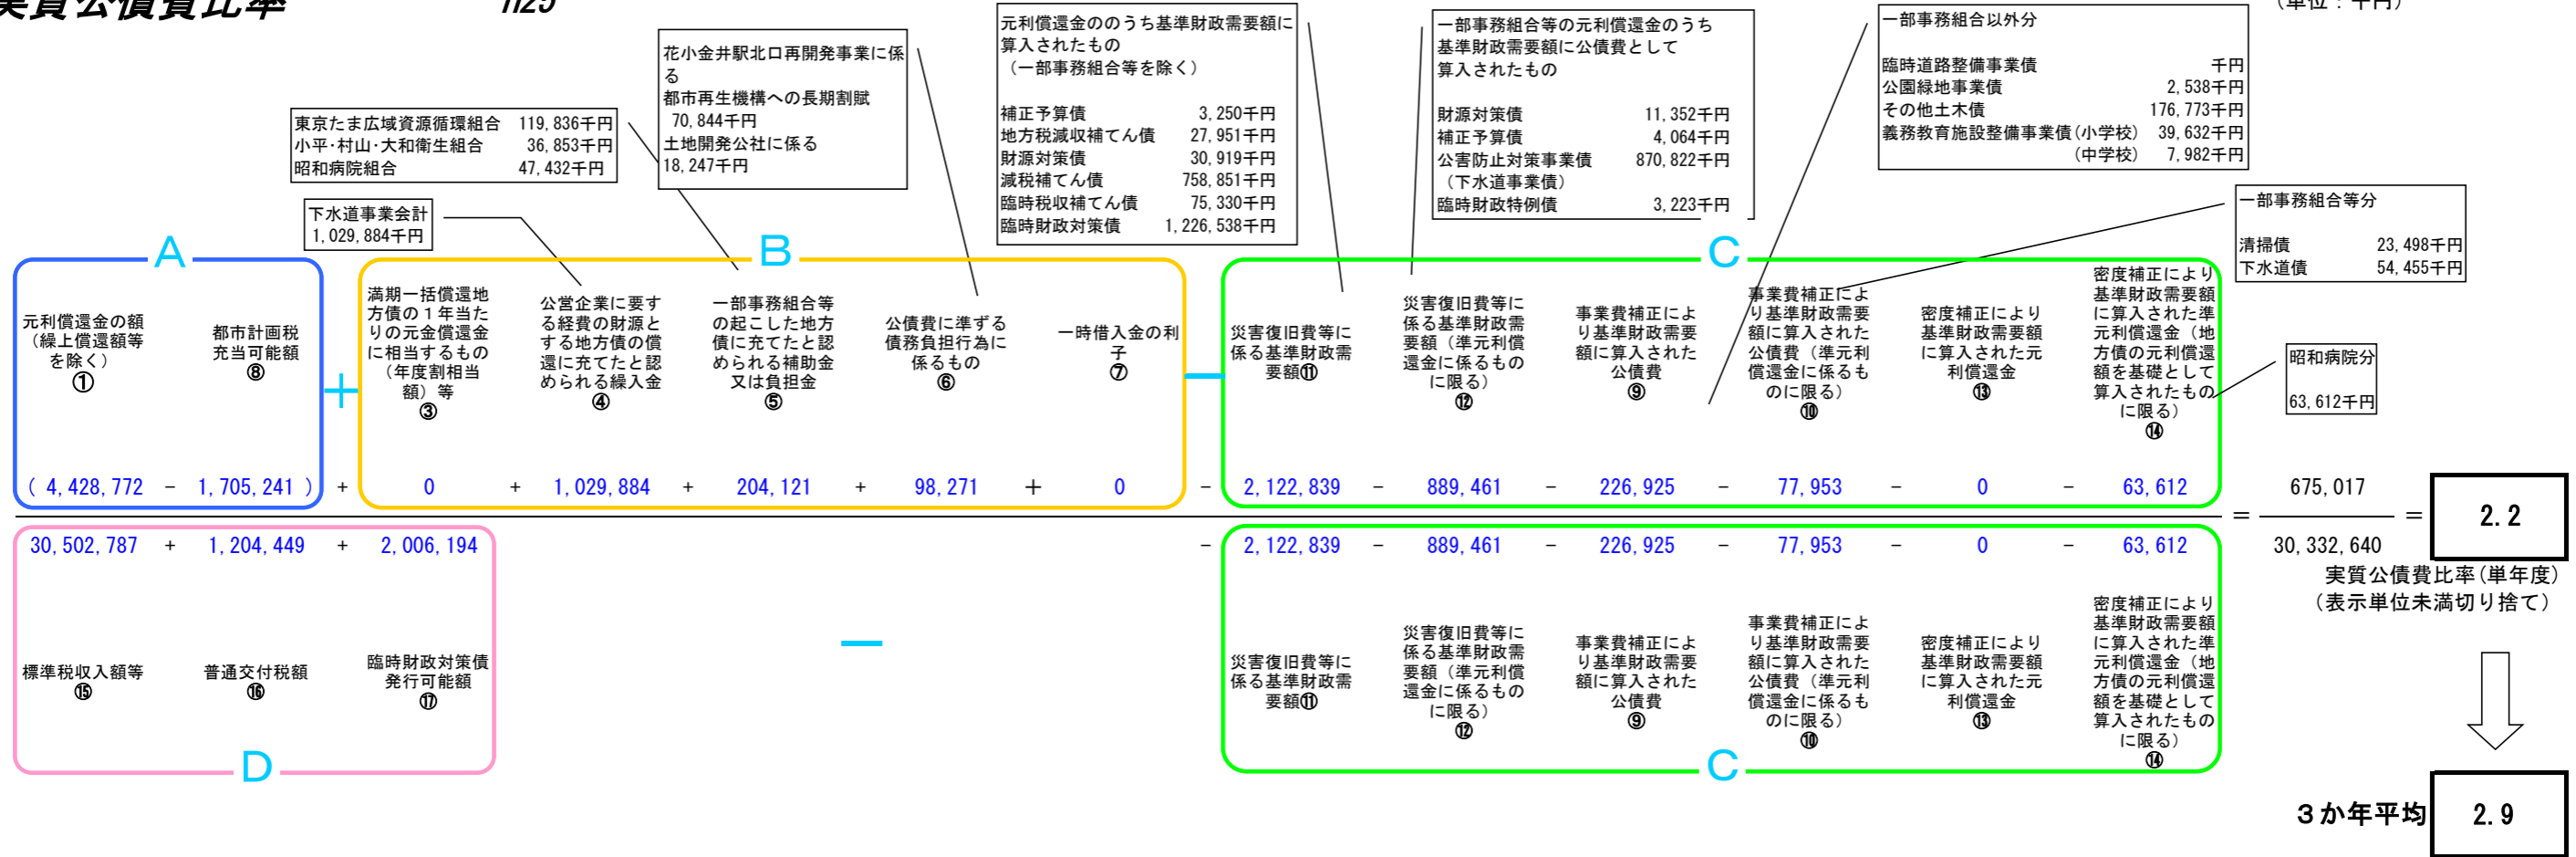 実質公債費比率 H25
(単位:千円)
東京たま広域資源循環組合 119,836千円
小平・村山・大和衛生組合 36,853千円
昭和病院組合 47,432千円
下水道事業会計
1,029,884千円
花小金井駅北口再開発事業に係
る
都市再生機構への長期割賦
70,844千円
土地開発公社に係る
18,247千円
元利償還金ののうち基準財政需要額に
算入されたもの
(一部事務組合等を除く)
補正予算債 3,250千円
地方税減収補てん債 27,951千円
財源対策債 30,919千円
減税補てん債 758,851千円
臨時税収補てん債 75,330千円
臨時財政対策債 1,226,538千円
一部事務組合等の元利償還金のうち
基準財政需要額に公債費として
算入されたもの
財源対策債 11,352千円
補正予算債 4,064千円
公害防止対策事業債 870,822千円
(下水道事業債)
臨時財政特例債 3,223千円
一部事務組合以外分
臨時道路整備事業債 千円
公園緑地事業債 2,538千円
その他土木債 176,773千円
義務教育施設整備事業債(小学校) 39,632千円
(中学校) 7,982千円
一部事務組合等分
清掃債 23,498千円
下水道債 54,455千円
昭和病院分
63,612千円
A
元利償還金の額
(繰上償還額等
を除く)
①
都市計画税
充当可能額
⑧
+
B
満期一括償還地
方債の1年当た
りの元金償還金
に相当するもの
(年度割相当
額)等
③
公営企業に要す
る経費の財源と
する地方債の償
還に充てたと認
められる繰入金
④
一部事務組合等
の起こした地方
債に充てたと認
められる補助金
又は負担金
⑤
公債費に準ずる
債務負担行為に
係るもの
⑥
一時借入金の利
子
⑦
−
C
災害復旧費等に
係る基準財政需
要額⑪
災害復旧費等に
係る基準財政需
要額(準元利償
還金に係るもの
に限る)
⑫
事業費補正によ
り基準財政需要
額に算入された
公債費
⑨
事業費補正によ
り基準財政需要
額に算入された
公債費(準元利
償還金に係るも
のに限る)
⑩
密度補正により
基準財政需要額
に算入された元
利償還金
⑬
密度補正により
基準財政需要額
に算入された準
元利償還金(地
方債の元利償還
額を基礎として
算入されたもの
に限る)
⑭
( 4,428,772 − 1,705,241 ) + 0 + 1,029,884 + 204,121 + 98,271 + 0 − 2,122,839 − 889,461 − 226,925 − 77,953 − 0 − 63,612
= 675,017 = 2.2
30,502,787 + 1,204,449 + 2,006,194 − 2,122,839 − 889,461 − 226,925 − 77,953 − 0 − 63,612
30,332,640
実質公債費比率(単年度)
(表示単位未満切り捨て)
標準税収入額等
⑮
普通交付税額
⑯
臨時財政対策債
発行可能額
⑰
D
−
災害復旧費等に
係る基準財政需
要額⑪
災害復旧費等に
係る基準財政需
要額(準元利償
還金に係るもの
に限る)
⑫
事業費補正によ
り基準財政需要
額に算入された
公債費
⑨
事業費補正によ
り基準財政需要
額に算入された
公債費(準元利
償還金に係るも
のに限る)
⑩
密度補正により
基準財政需要額
に算入された元
利償還金
⑬
密度補正により
基準財政需要額
に算入された準
元利償還金(地
方債の元利償還
額を基礎として
算入されたもの
に限る)
⑭
C
3か年平均 2.9